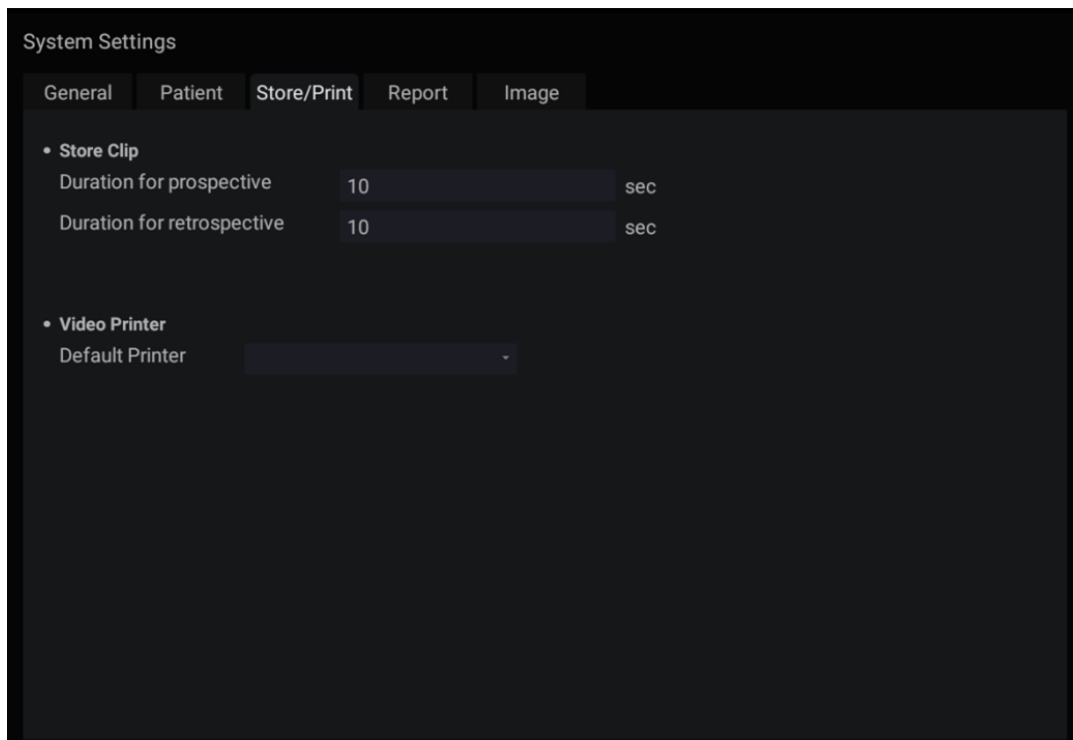 System Settings
General Patient Store/Print Report Image
• Store Clip
Duration for prospective 10 sec
Duration for retrospective 10 sec
• Video Printer
Default Printer